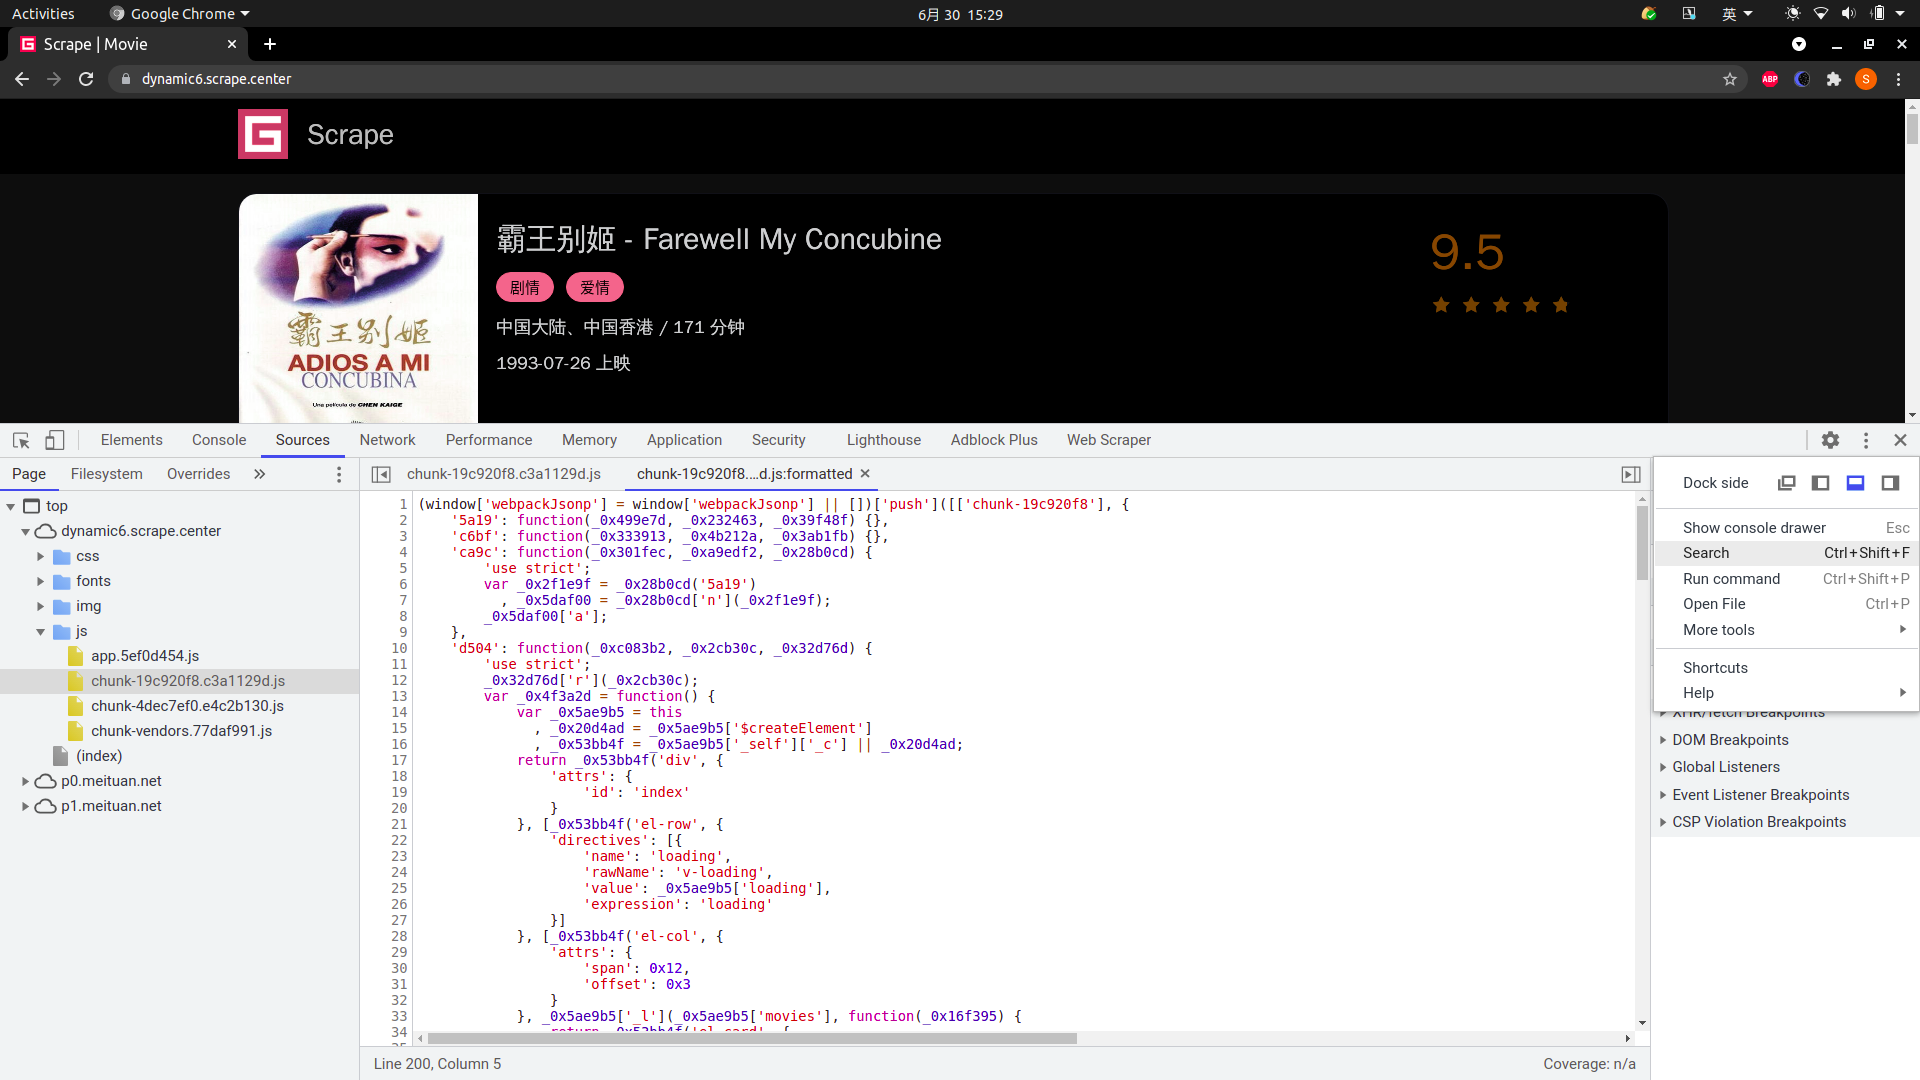 Activities
Google Chrome
6月 30 15:29
英
Scrape | Movie
dynamic6.scrape.center
ABP
S
Scrape
霸王别姬 - Farewell My Concubine
剧情 爱情
中国大陆、中国香港 / 171 分钟
1993-07-26 上映
9.5
霸王别姬
ADIOS A MI
CONCUBINA
Una película de CHEN KAIGE
Elements Console Sources Network Performance Memory Application Security Lighthouse Adblock Plus Web Scraper
Page Filesystem Overrides
chunk-19c920f8.c3a1129d.js chunk-19c920f8....d.js:formatted
top
dynamic6.scrape.center
css
fonts
img
js
app.5ef0d454.js
chunk-19c920f8.c3a1129d.js
chunk-4dec7ef0.e4c2b130.js
chunk-vendors.77daf991.js
(index)
p0.meituan.net
p1.meituan.net
1 (window['webpackJsonp'] = window['webpackJsonp'] || [])['push']([['chunk-19c920f8'], {
2 '5a19': function(_0x499e7d, _0x232463, _0x39f48f) {},
3 'c6bf': function(_0x333913, _0x4b212a, _0x3ab1fb) {},
4 'ca9c': function(_0x301fec, _0xa9edf2, _0x28b0cd) {
5 'use strict';
6 var _0x2f1e9f = _0x28b0cd('5a19')
7 , _0x5daf00 = _0x28b0cd['n'](_0x2f1e9f);
8 _0x5daf00['a'];
9 },
10 'd504': function(_0xc083b2, _0x2cb30c, _0x32d76d) {
11 'use strict';
12 _0x32d76d['r'](_0x2cb30c);
13 var _0x4f3a2d = function() {
14 var _0x5ae9b5 = this
15 , _0x20d4ad = _0x5ae9b5['$createElement']
16 , _0x53bb4f = _0x5ae9b5['_self']['_c'] || _0x20d4ad;
17 return _0x53bb4f('div', {
18 'attrs': {
19 'id': 'index'
20 }
21 }, [_0x53bb4f('el-row', {
22 'directives': [{
23 'name': 'loading',
24 'rawName': 'v-loading',
25 'value': _0x5ae9b5['loading'],
26 'expression': 'loading'
27 }]
28 }, [_0x53bb4f('el-col', {
29 'attrs': {
30 'span': 0x12,
31 'offset': 0x3
32 }
33 }, _0x5ae9b5['_l'](_0x5ae9b5['movies'], function(_0x16f395) {
34 return _0x53bb4f('el-card', {
Line 200, Column 5
Coverage: n/a
Dock side
Show console drawer Esc
Search Ctrl+Shift+F
Run command Ctrl+Shift+P
Open File Ctrl+P
More tools
Shortcuts
Help
XHR/fetch Breakpoints
DOM Breakpoints
Global Listeners
Event Listener Breakpoints
CSP Violation Breakpoints